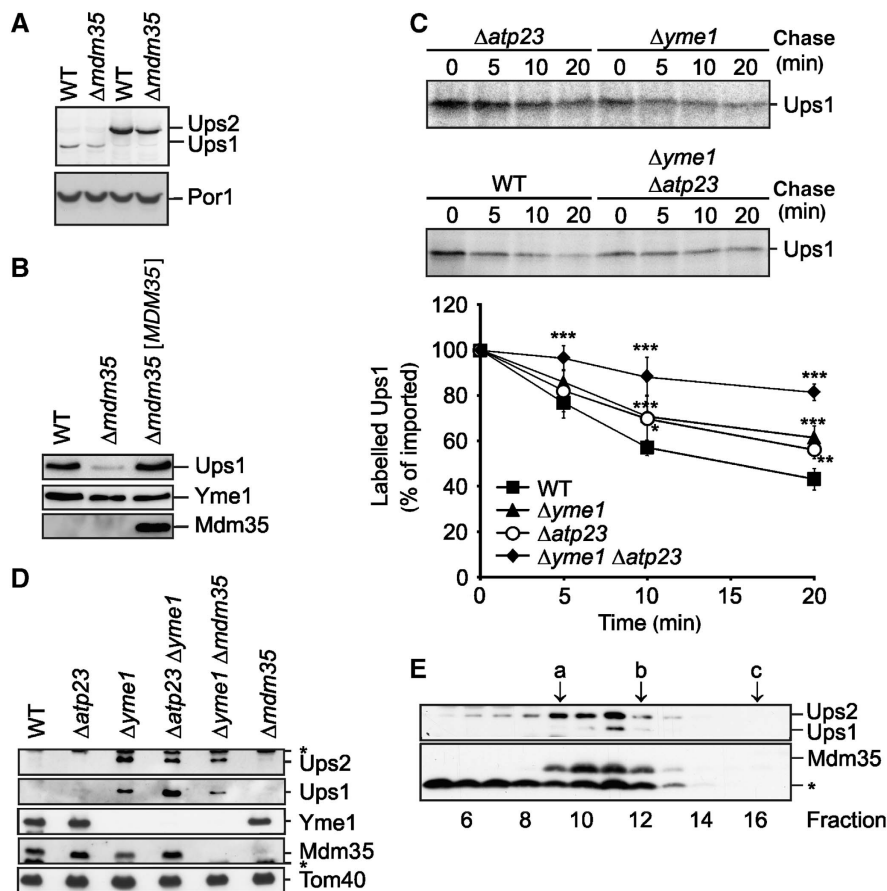 A
WT
Δmdm35
WT
Δmdm35
Ups2
Ups1
Por1
B
WT
Δmdm35
Δmdm35 [MDM35]
Ups1
Yme1
Mdm35
C
Δatp23 Δyme1 Chase
0 5 10 20 0 5 10 20 (min)
Ups1
Δyme1
WT Δatp23 Chase
0 5 10 20 0 5 10 20 (min)
Ups1
Labelled Ups1
(% of imported)
120
100
80
60
40
20
0
*** *** ***
*** ***
* **
WT
Δyme1
Δatp23
Δyme1 Δatp23
0 5 10 15 20
Time (min)
D
WT
Δatp23
Δyme1
Δatp23 Δyme1
Δyme1 Δmdm35
Δmdm35
*
Ups2
Ups1
Yme1
Mdm35
*
Tom40
E
a b c
Ups2
Ups1
Mdm35
*
6 8 10 12 14 16 Fraction